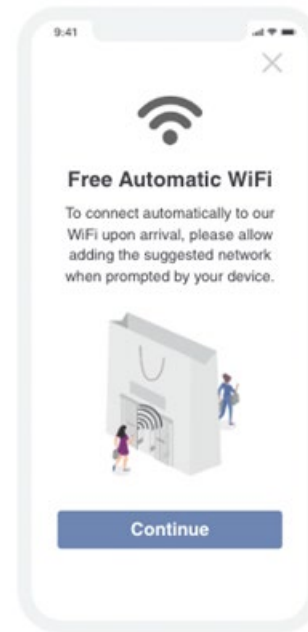 9:41
Free Automatic WiFi
To connect automatically to our
WiFi upon arrival, please allow
adding the suggested network
when prompted by your device.
Continue